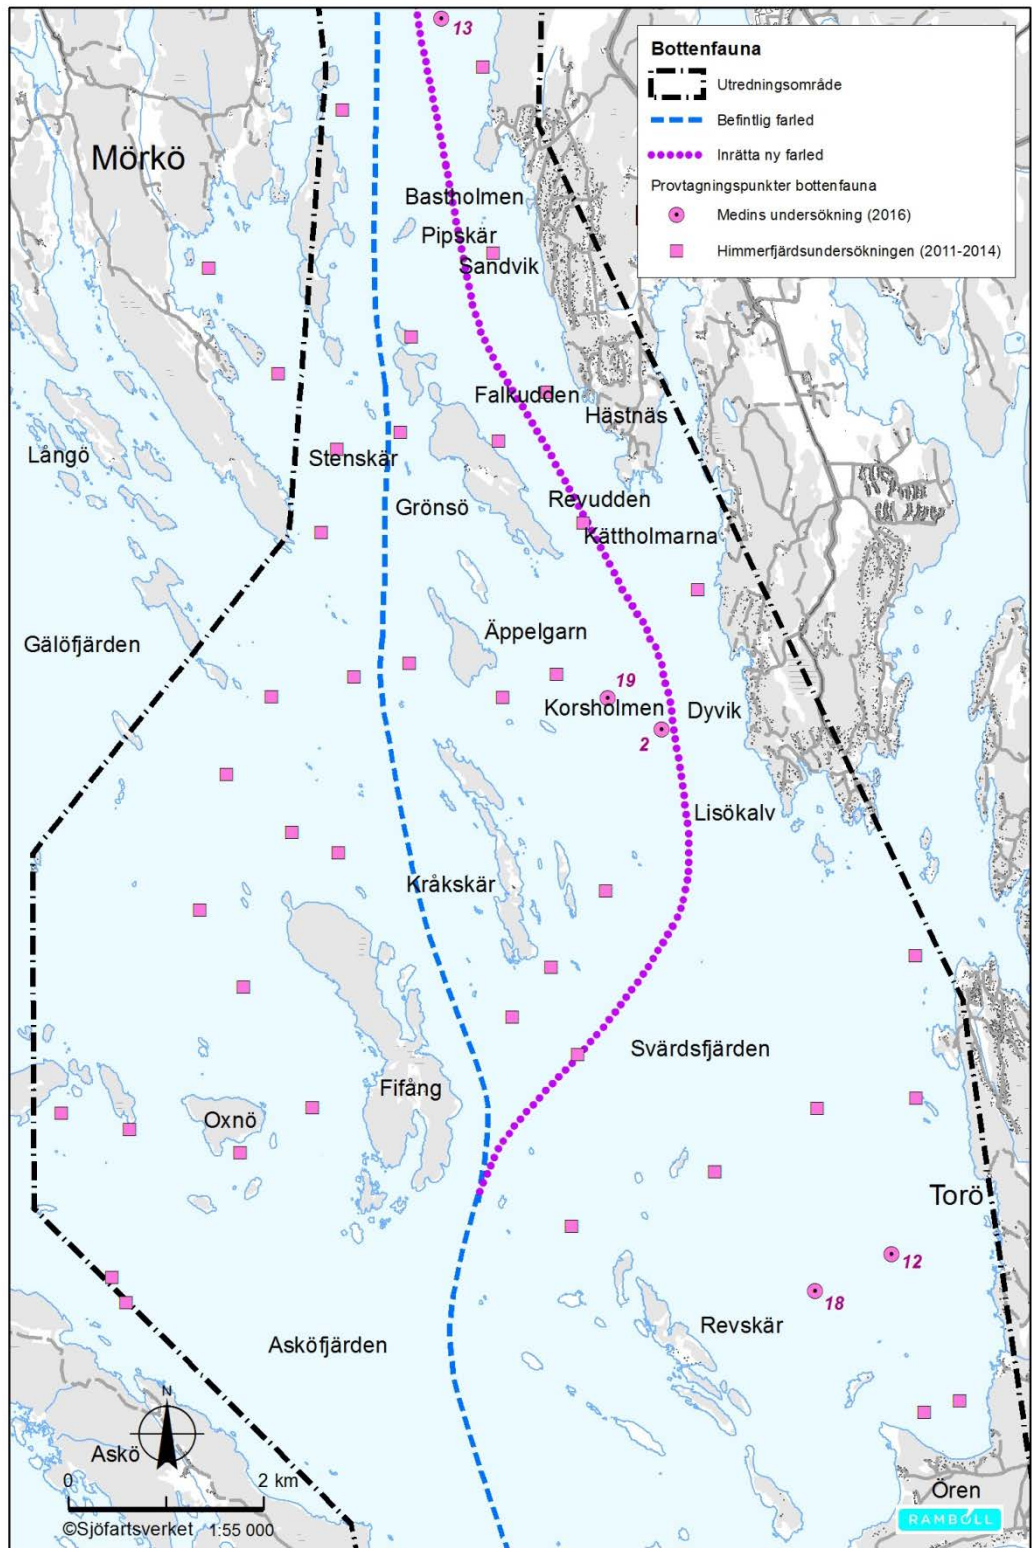 13
Bottenfauna
Utredningsområde
Befintlig farled
Inrätta ny farled
Provtagningspunkter bottenfauna
Medins undersökning (2016)
Himmerfjärdsundersökningen (2011-2014)
Mörkö
Bastholmen
Pipskär
Sandvik
Falkudden
Hästnäs
Långö
Stenskär
Grönsö
Revudden
Kättholmarna
Gälöfjärden
Äppelgarn
19
Korsholmen
Dyvik
2
Lisökalv
Kråkskär
Svärdsfjärden
Fifång
Oxnö
Torö
12
18
Revskär
Asköfjärden
N
Askö
0 2 km
Ören
RAMBOLL
©Sjöfartsverket 1:55 000